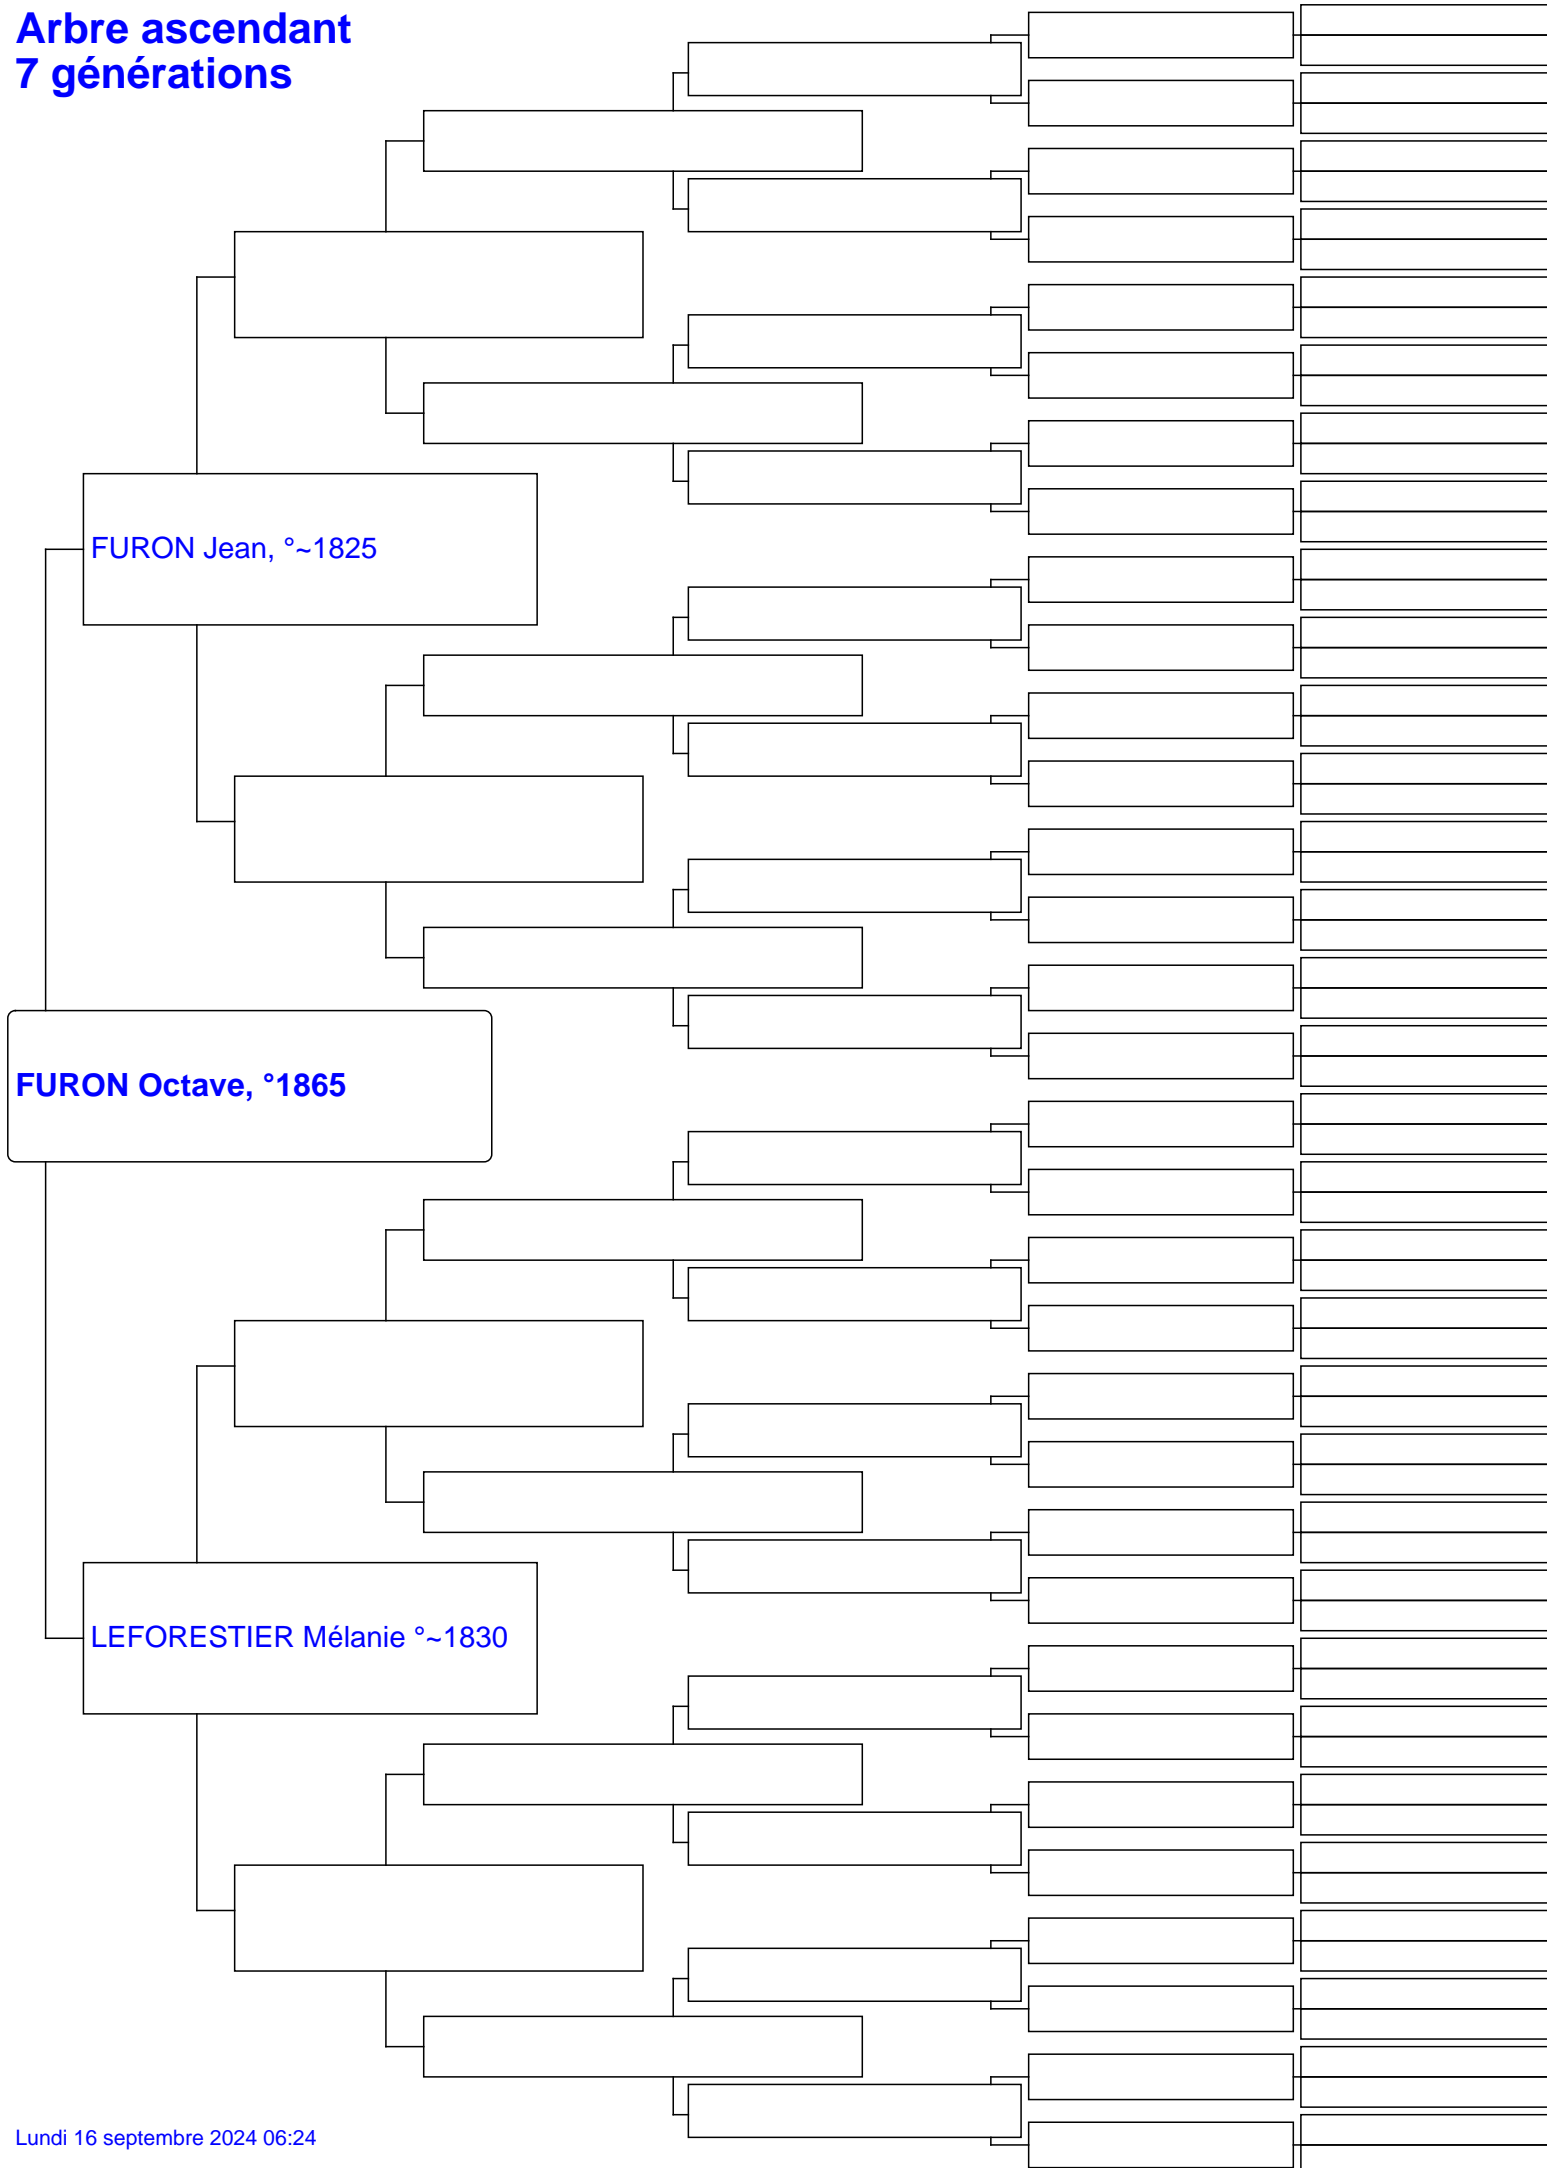 Arbre ascendant
7 générations
FURON Jean, °~1825
FURON Octave, °1865
LEFORESTIER Mélanie °~1830
Lundi 16 septembre 2024 06:24